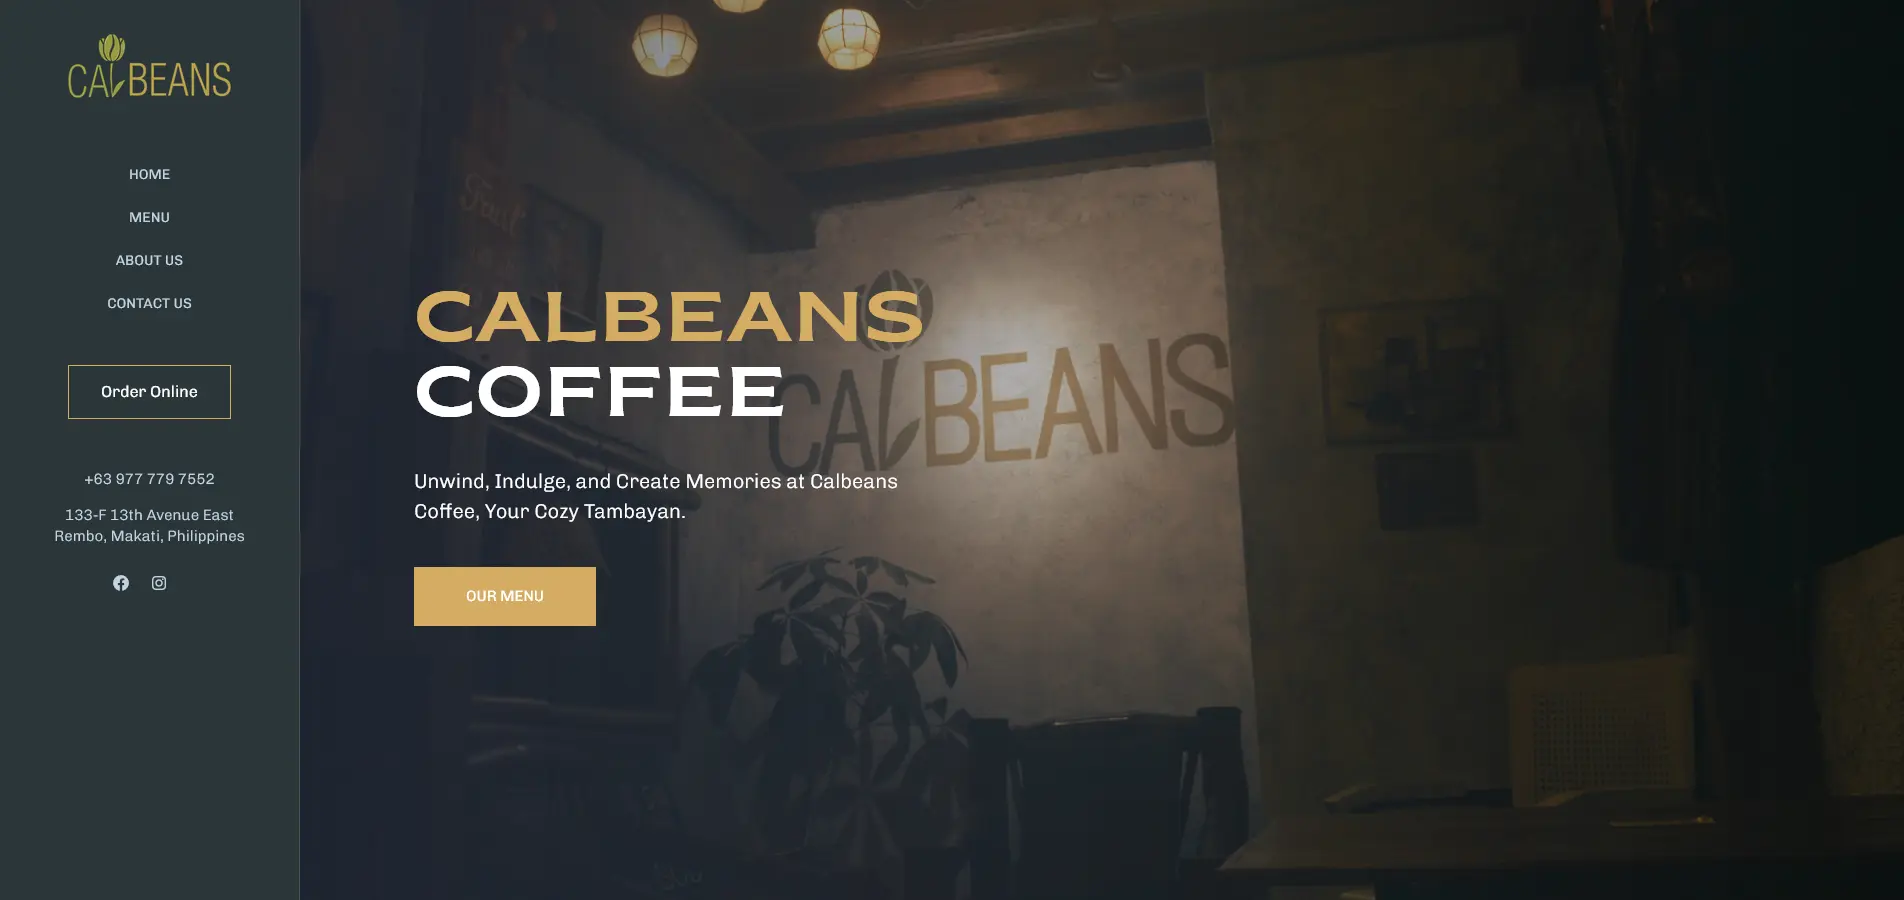 CALBEANS
HOME
MENU
ABOUT US
CONTACT US
Order Online
+63 977 779 7552
133-F 13th Avenue East
Rembo, Makati, Philippines
CALBEANS
COFFEE
Unwind, Indulge, and Create Memories at Calbeans
Coffee, Your Cozy Tambayan.
OUR MENU
CALBEANS
Fruit